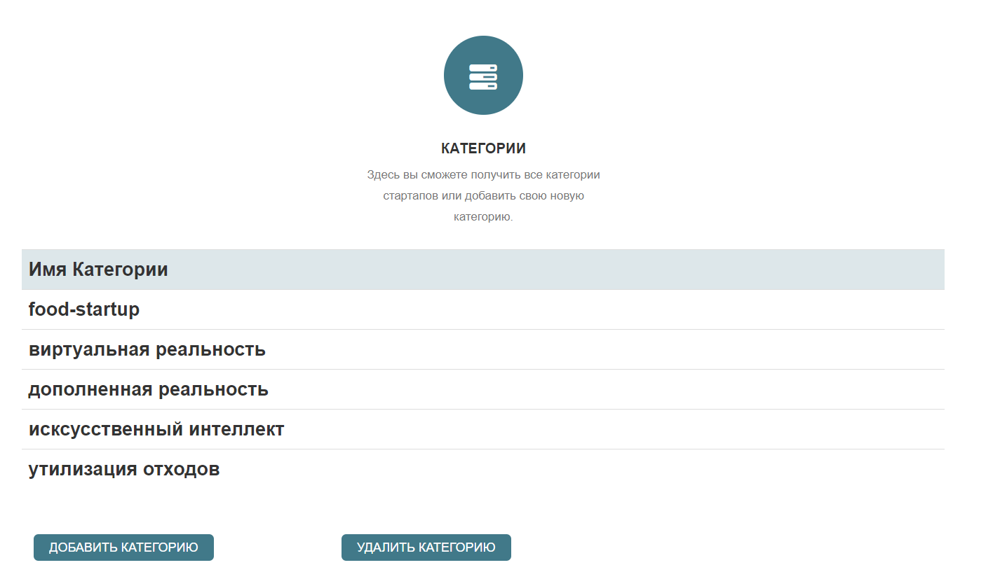 КАТЕГОРИИ
Здесь вы сможете получить все категории
стартапов или добавить свою новую
категорию.
Имя Категории
food-startup
виртуальная реальность
дополненная реальность
исксусственный интеллект
утилизация отходов
ДОБАВИТЬ КАТЕГОРИЮ
УДАЛИТЬ КАТЕГОРИЮ